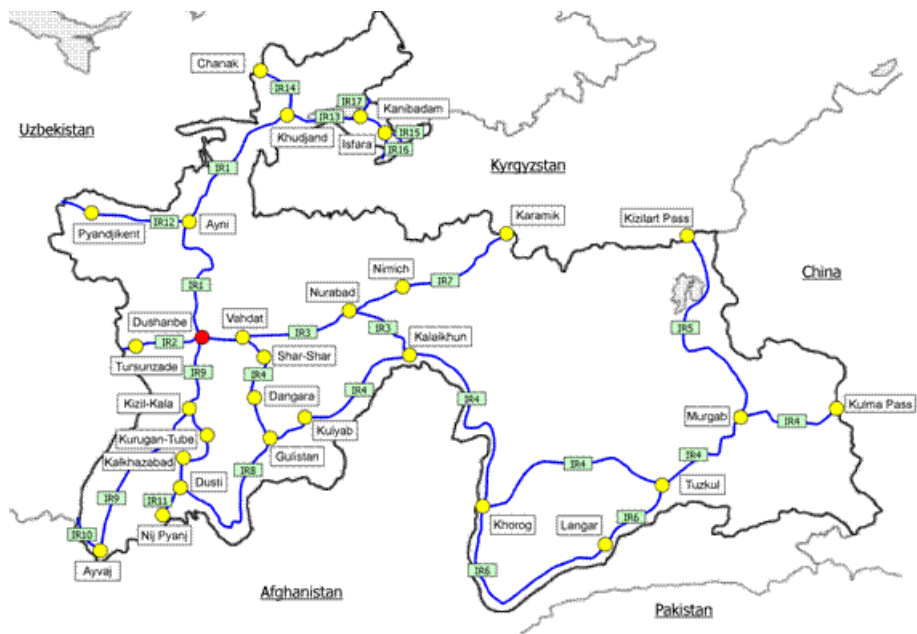 Chanak
IR14
IR17
Kanibadam
Uzbekistan
IR13
IR15
Khudjand
Isfara
IR16
Kyrgyzstan
IR1
Karamik
Kizilart Pass
IR12
Pyandjikent
Ayni
China
Nimich
IR7
IR1
Nurabad
Dushanbe
Vahdat
IR3
IR3
IR5
IR2
Kalaikhun
Tursunzade
Shar-Shar
IR9
IR4
Dangara
IR4
IR4
Kizil-Kala
Kulma Pass
Kurugan-Tube
Kulyab
Murgab
IR4
Kalkhazabad
Gulistan
IR4
IR8
IR4
Dusti
Tuzkul
IR9
IR11
Khorog
Langar
IR6
IR10
Nij Pyanj
Ayvaj
IR6
Afghanistan
Pakistan